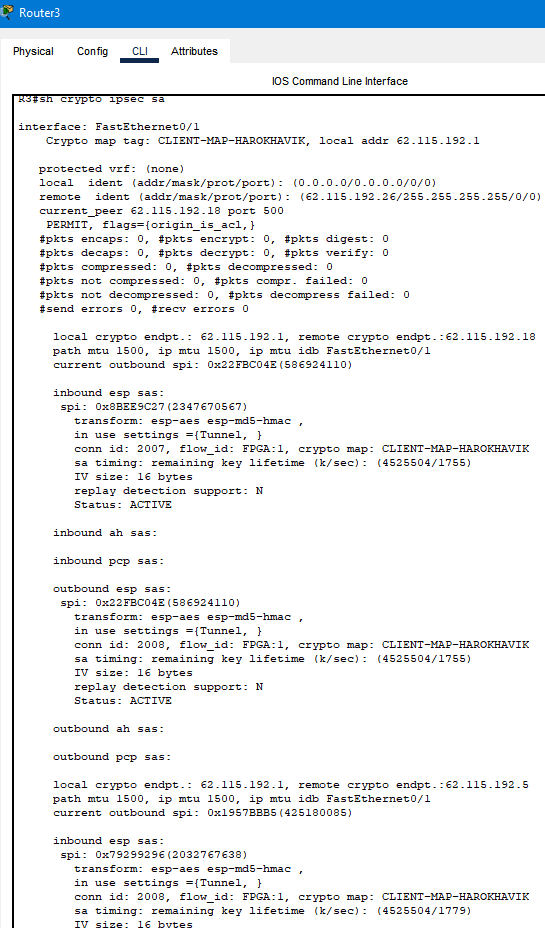 Router3
Physical Config CLI Attributes
IOS Command Line Interface
R3#sh crypto ipsec sa
interface: FastEthernet0/1
Crypto map tag: CLIENT-MAP-HAROKHAVIK, local addr 62.115.192.1
protected vrf: (none)
local ident (addr/mask/prot/port): (0.0.0.0/0.0.0.0/0/0)
remote ident (addr/mask/prot/port): (62.115.192.26/255.255.255.255/0/0)
current_peer 62.115.192.18 port 500
PERMIT, flags={origin_is_acl,}
#pkts encaps: 0, #pkts encrypt: 0, #pkts digest: 0
#pkts decaps: 0, #pkts decrypt: 0, #pkts verify: 0
#pkts compressed: 0, #pkts decompressed: 0
#pkts not compressed: 0, #pkts compr. failed: 0
#pkts not decompressed: 0, #pkts decompress failed: 0
#send errors 0, #recv errors 0
local crypto endpt.: 62.115.192.1, remote crypto endpt.:62.115.192.18
path mtu 1500, ip mtu 1500, ip mtu idb FastEthernet0/1
current outbound spi: 0x22FBC04E(586924110)
inbound esp sas:
spi: 0x8BEE9C27(2347670567)
transform: esp-aes esp-md5-hmac ,
in use settings ={Tunnel, }
conn id: 2007, flow_id: FPGA:1, crypto map: CLIENT-MAP-HAROKHAVIK
sa timing: remaining key lifetime (k/sec): (4525504/1755)
IV size: 16 bytes
replay detection support: N
Status: ACTIVE
inbound ah sas:
inbound pcp sas:
outbound esp sas:
spi: 0x22FBC04E(586924110)
transform: esp-aes esp-md5-hmac ,
in use settings ={Tunnel, }
conn id: 2008, flow_id: FPGA:1, crypto map: CLIENT-MAP-HAROKHAVIK
sa timing: remaining key lifetime (k/sec): (4525504/1755)
IV size: 16 bytes
replay detection support: N
Status: ACTIVE
outbound ah sas:
outbound pcp sas:
local crypto endpt.: 62.115.192.1, remote crypto endpt.:62.115.192.5
path mtu 1500, ip mtu 1500, ip mtu idb FastEthernet0/1
current outbound spi: 0x1957BBB5(425180085)
inbound esp sas:
spi: 0x79299296(2032767638)
transform: esp-aes esp-md5-hmac ,
in use settings ={Tunnel, }
conn id: 2008, flow_id: FPGA:1, crypto map: CLIENT-MAP-HAROKHAVIK
sa timing: remaining key lifetime (k/sec): (4525504/1779)
IV size: 16 bytes